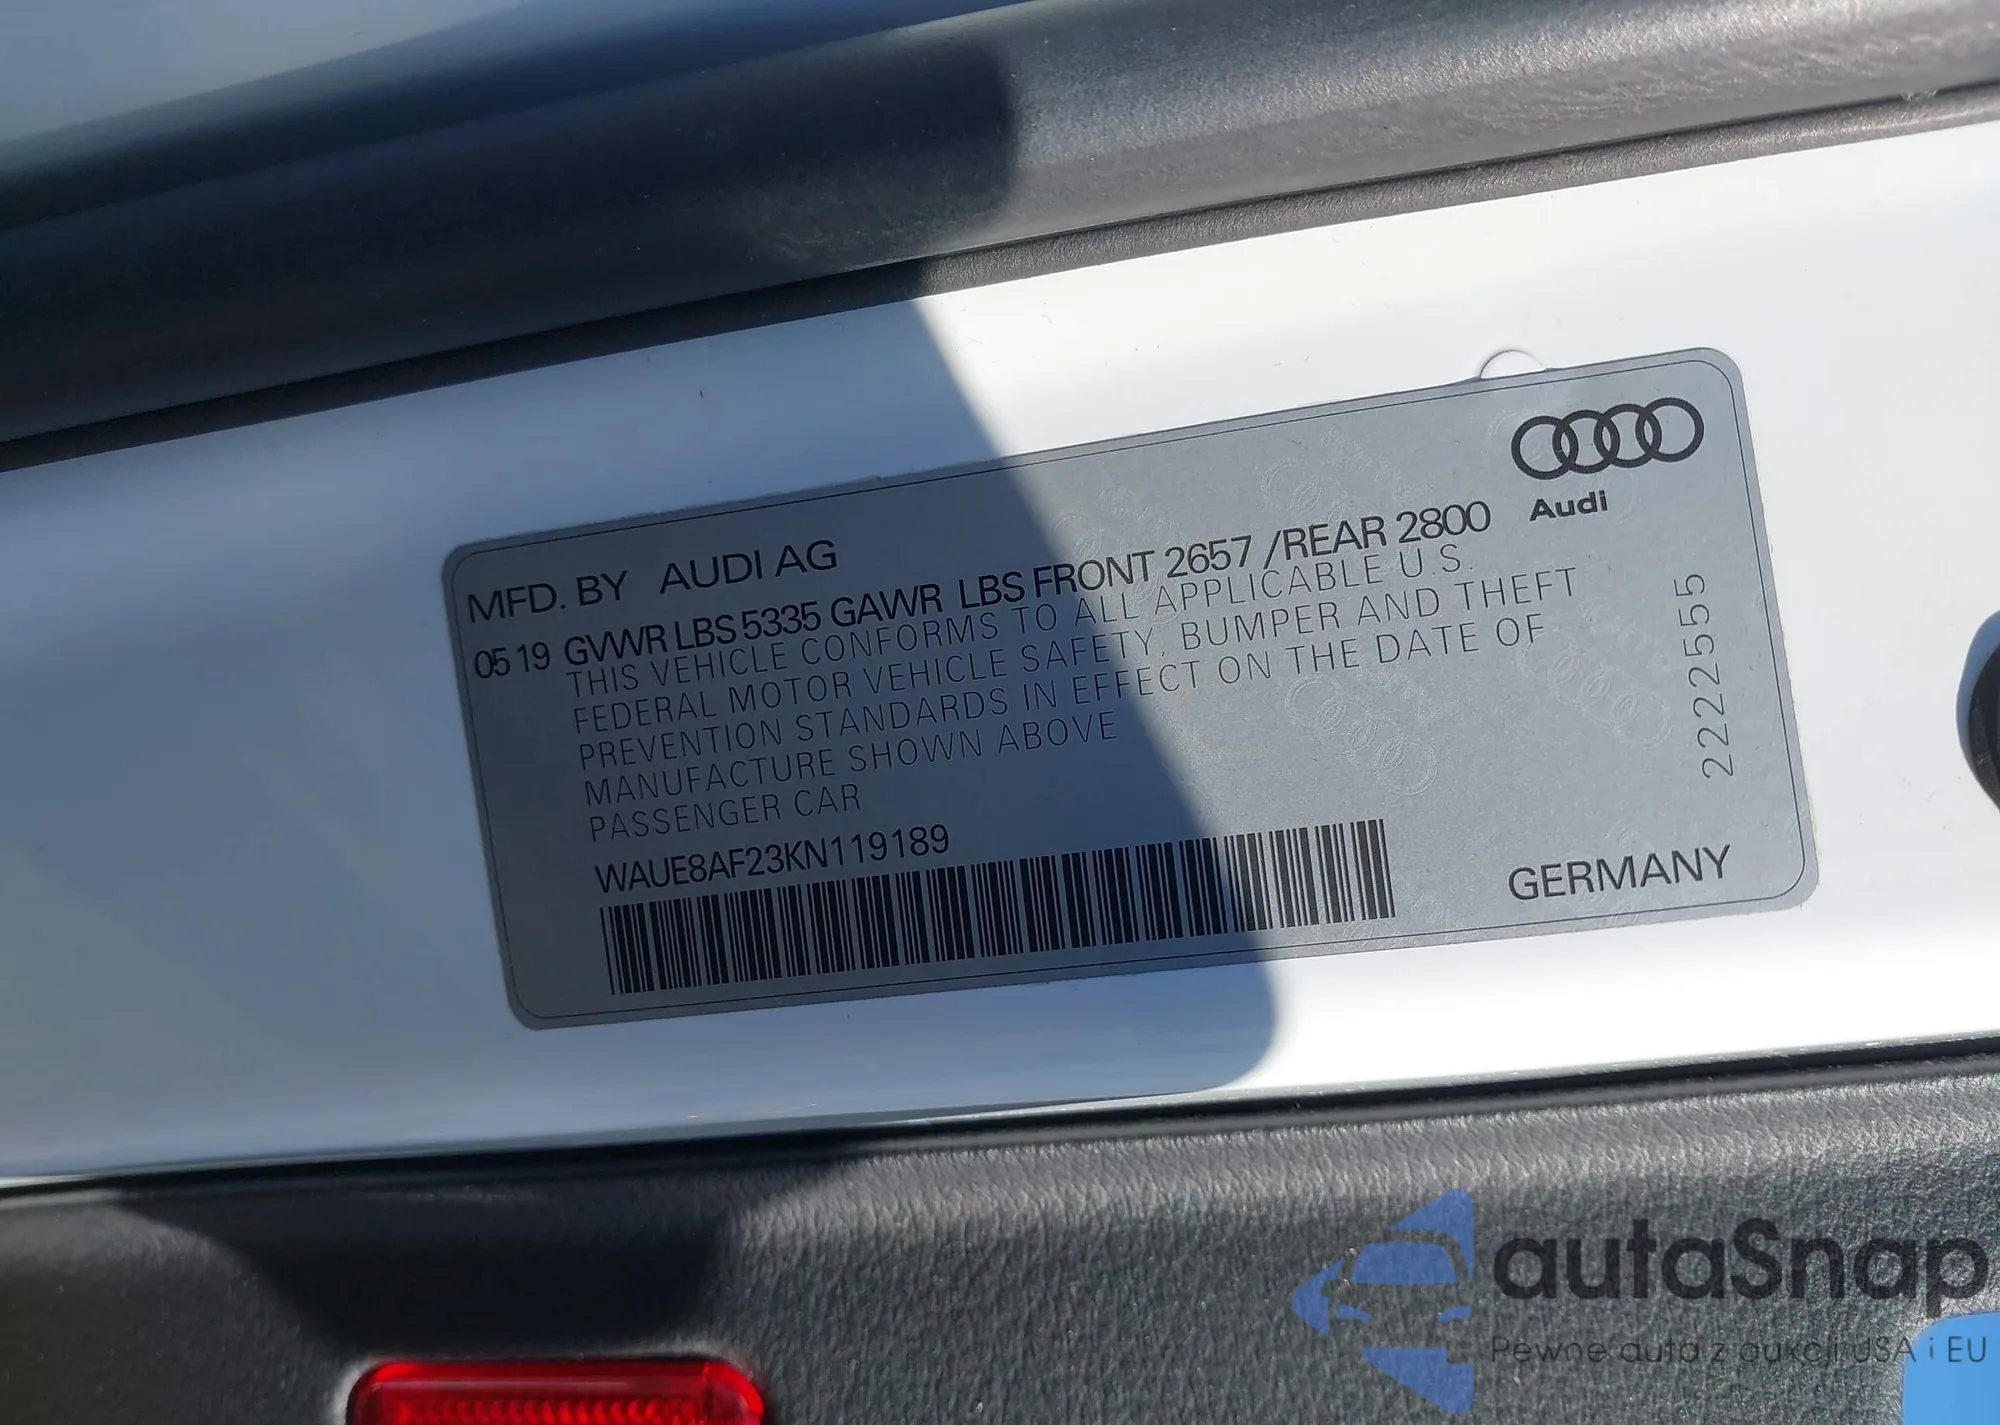 Audi
MFD. BY AUDI AG
05 19 GVWR LBS 5335 GAWR LBS FRONT 2657 /REAR 2800
THIS VEHICLE CONFORMS TO ALL APPLICABLE U.S.
FEDERAL MOTOR VEHICLE SAFETY, BUMPER AND THEFT
PREVENTION STANDARDS IN EFFECT ON THE DATE OF
MANUFACTURE SHOWN ABOVE
PASSENGER CAR
WAUE8AF23KN119189
GERMANY
222555
autaSnap
Pewne auta z aukcji USA i EU